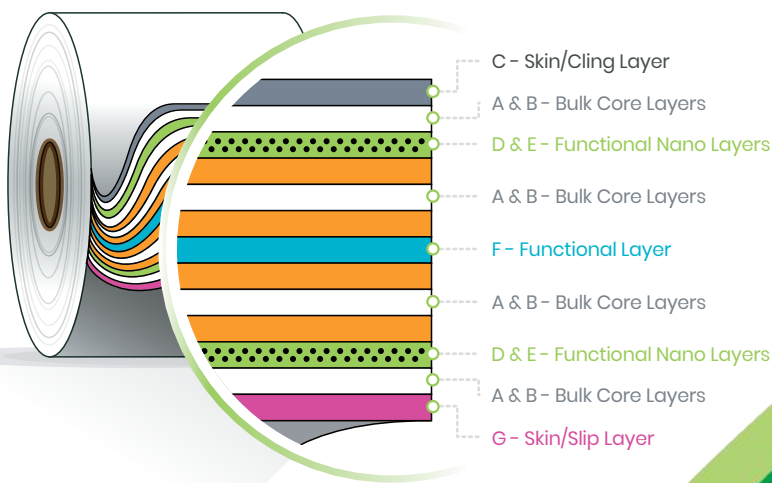 C - Skin/Cling Layer
A & B - Bulk Core Layers
D & E - Functional Nano Layers
A & B - Bulk Core Layers
F - Functional Layer
A & B - Bulk Core Layers
D & E - Functional Nano Layers
A & B - Bulk Core Layers
G - Skin/Slip Layer